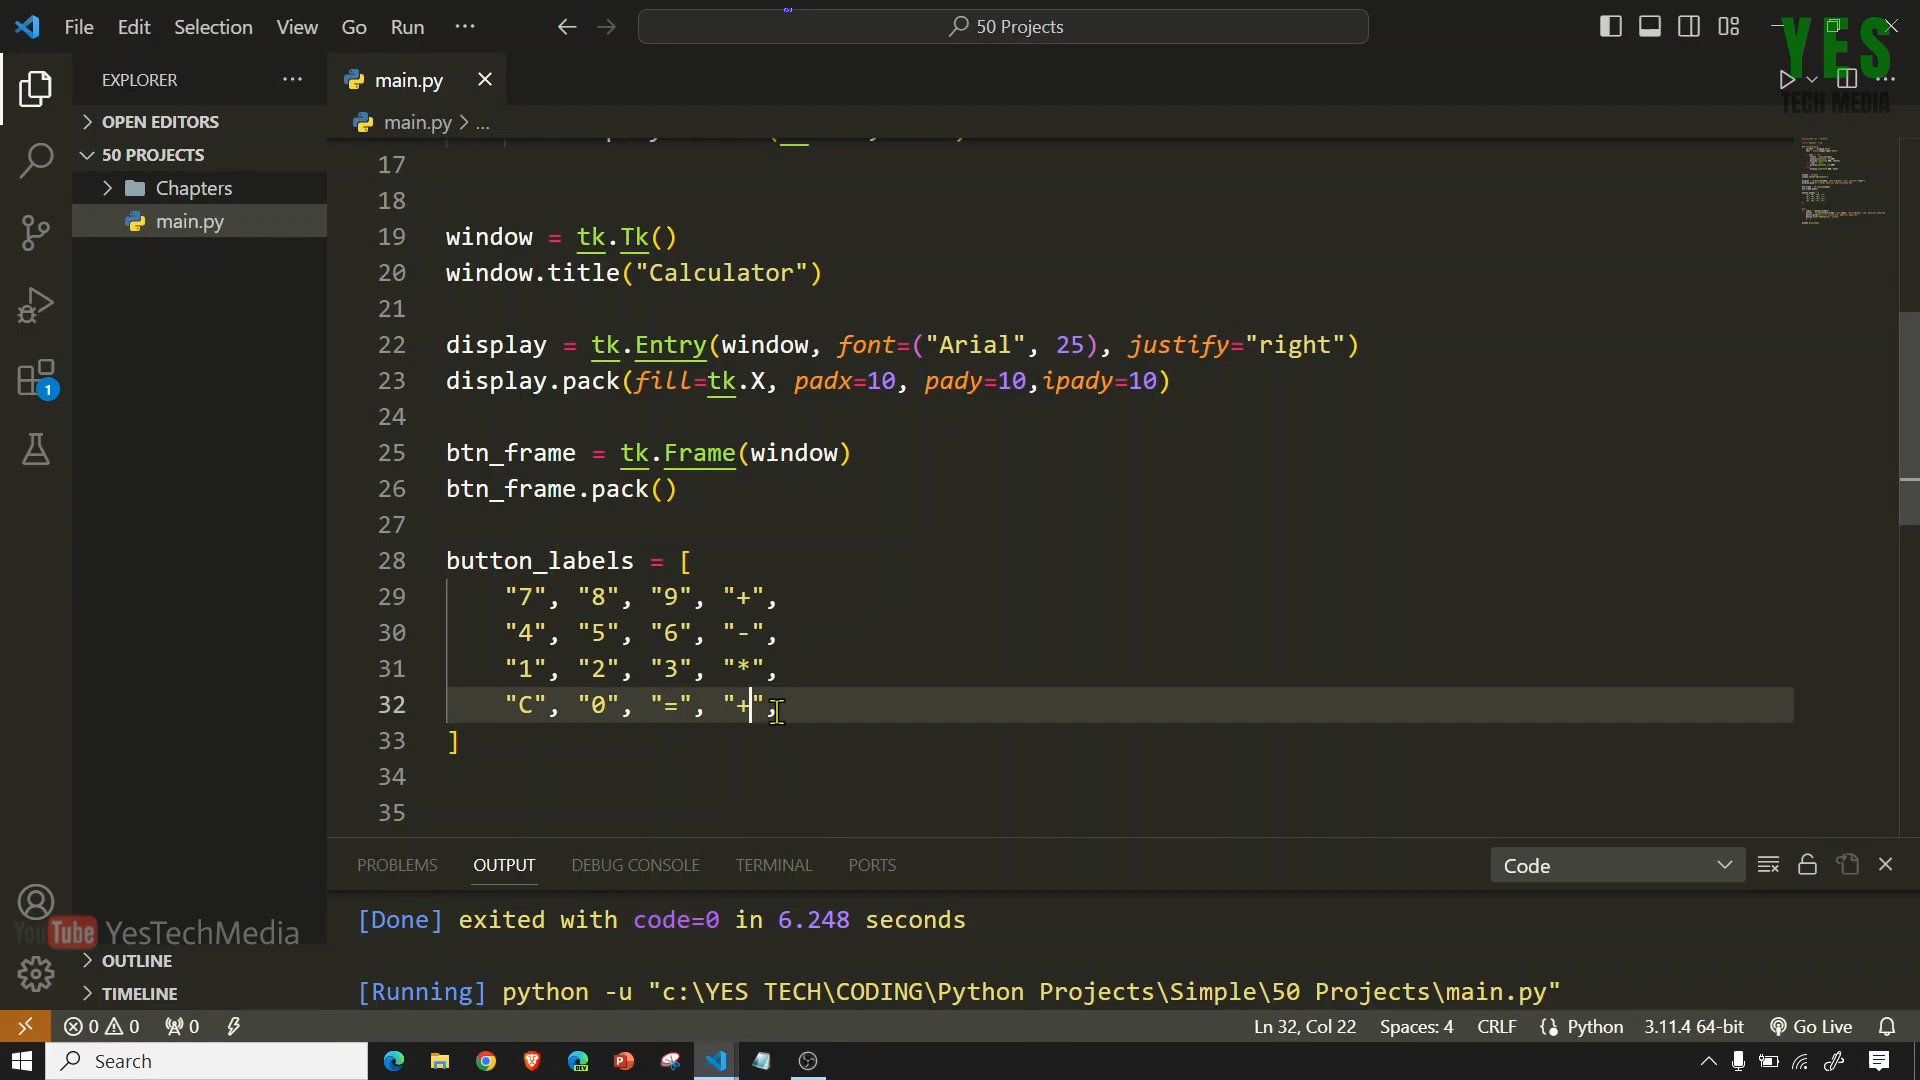 File Edit Selection View Go Run ...
50 Projects
YES
TECH MEDIA
EXPLORER
main.py
OPEN EDITORS
50 PROJECTS
Chapters
main.py
main.py > ...
17
18
19 window = tk.Tk()
20 window.title("Calculator")
21
22 display = tk.Entry(window, font=("Arial", 25), justify="right")
23 display.pack(fill=tk.X, padx=10, pady=10,ipady=10)
24
25 btn_frame = tk.Frame(window)
26 btn_frame.pack()
27
28 button_labels = [
29 "7", "8", "9", "+",
30 "4", "5", "6", "-",
31 "1", "2", "3", "*",
32 "C", "0", "=", "+",
33 ]
34
35
1
PROBLEMS OUTPUT DEBUG CONSOLE TERMINAL PORTS
Code
[Done] exited with code=0 in 6.248 seconds
[Running] python -u "c:\YES TECH\CODING\Python Projects\Simple\50 Projects\main.py"
YouTube YesTechMedia
OUTLINE
TIMELINE
0 0 0
Ln 32, Col 22 Spaces: 4 CRLF Python 3.11.4 64-bit Go Live
Search